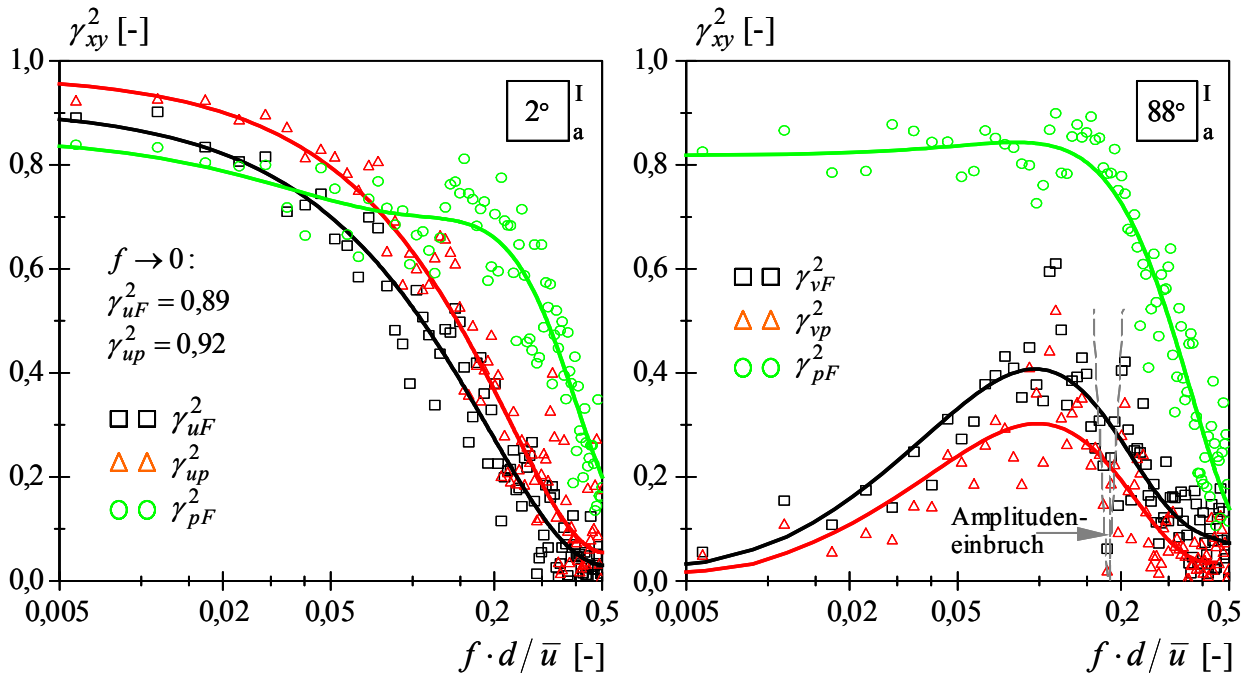 γ²xy [-]
1,0
0,8
0,6
0,4
0,2
0,0
0,005
0,02
0,05
0,2
0,5
f · d / u̅ [-]
2°
I
a
f → 0 :
γ²uF = 0,89
γ²up = 0,92
γ²uF
γ²up
γ²pF
γ²xy [-]
1,0
0,8
0,6
0,4
0,2
0,0
0,005
0,02
0,05
0,2
0,5
f · d / u̅ [-]
88°
I
a
γ²vF
γ²vp
γ²pF
Amplituden-
einbruch